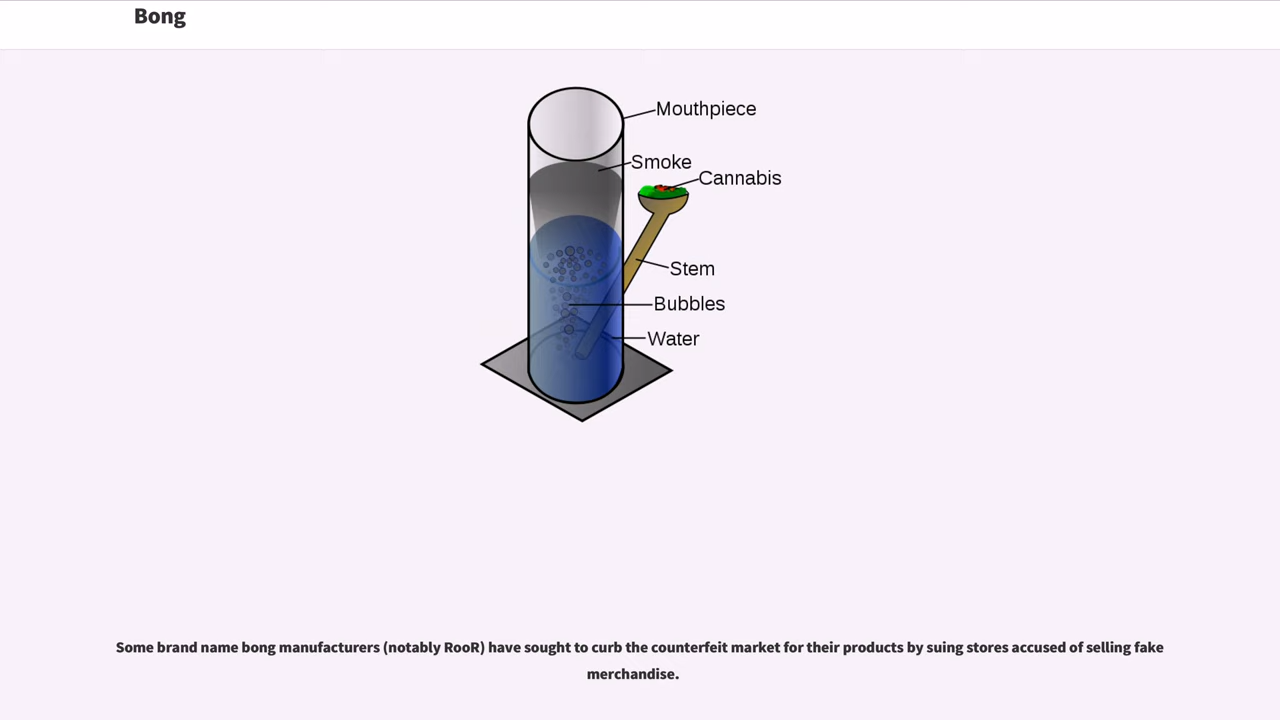 Bong
Mouthpiece
Smoke
Cannabis
Stem
Bubbles
Water
Some brand name bong manufacturers (notably RooR) have sought to curb the counterfeit market for their products by suing stores accused of selling fake
merchandise.